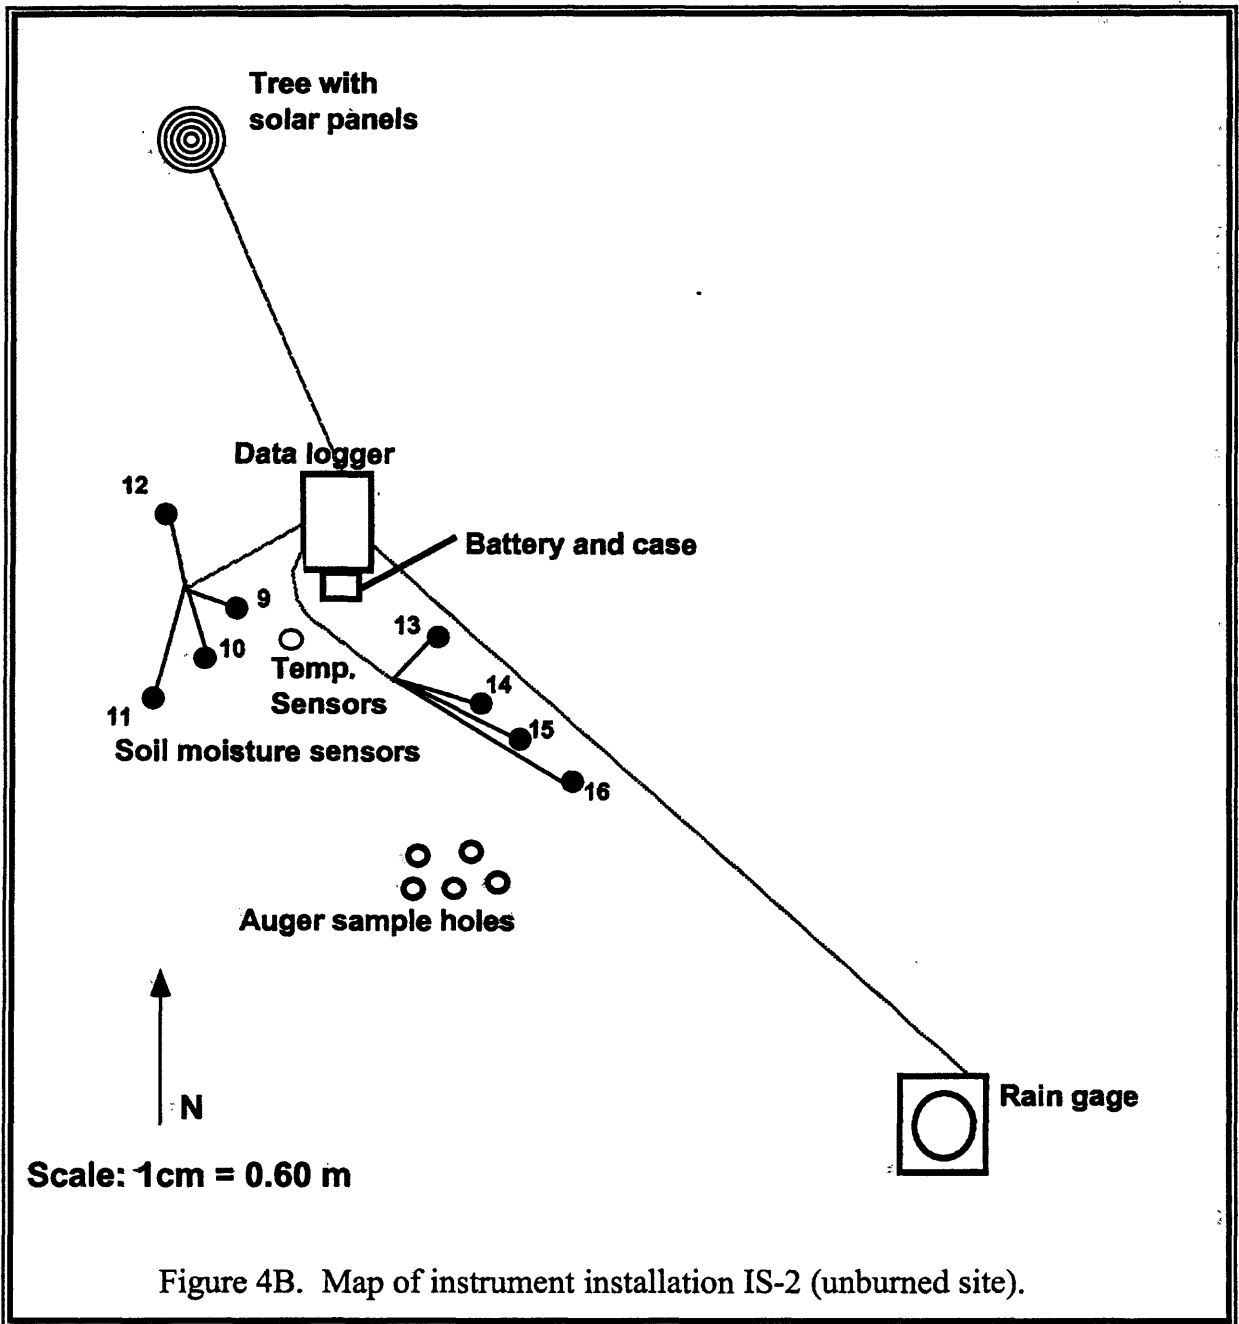 Tree with
solar panels
Data logger
12
Battery and case
9
13
10
Temp.
Sensors
14
11
15
Soil moisture sensors
16
Auger sample holes
N
Rain gage
Scale: 1cm = 0.60 m
Figure 4B. Map of instrument installation IS-2 (unburned site).